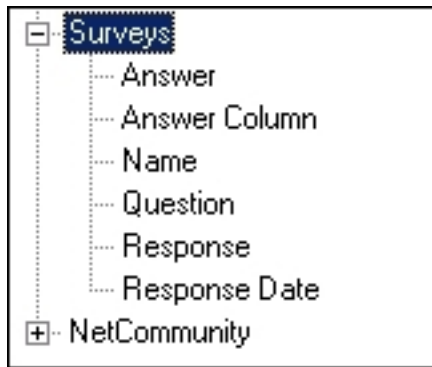 Surveys
Answer
Answer Column
Name
Question
Response
Response Date
NetCommunity